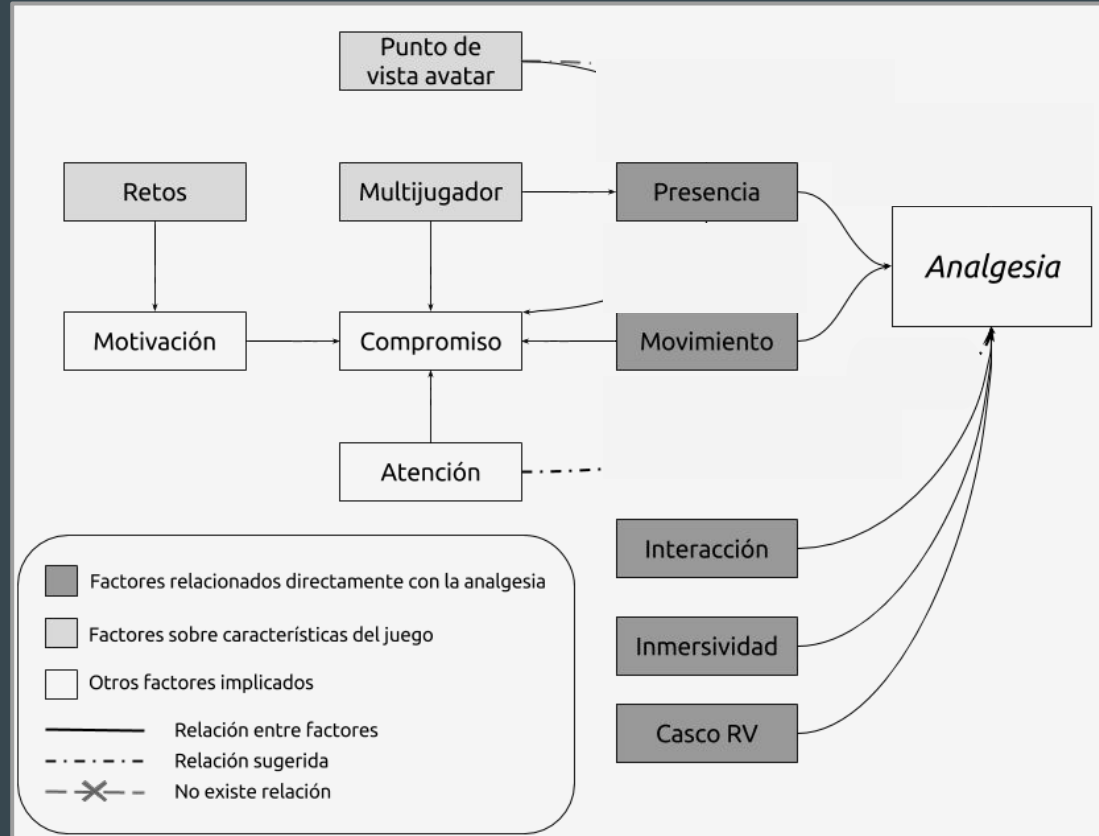 Punto de
vista avatar
Retos
Multijugador
Presencia
Analgesia
Motivación
Compromiso
Movimiento
Atención
Interacción
Inmersividad
Casco RV
Factores relacionados directamente con la analgesia
Factores sobre características del juego
Otros factores implicados
Relación entre factores
Relación sugerida
No existe relación